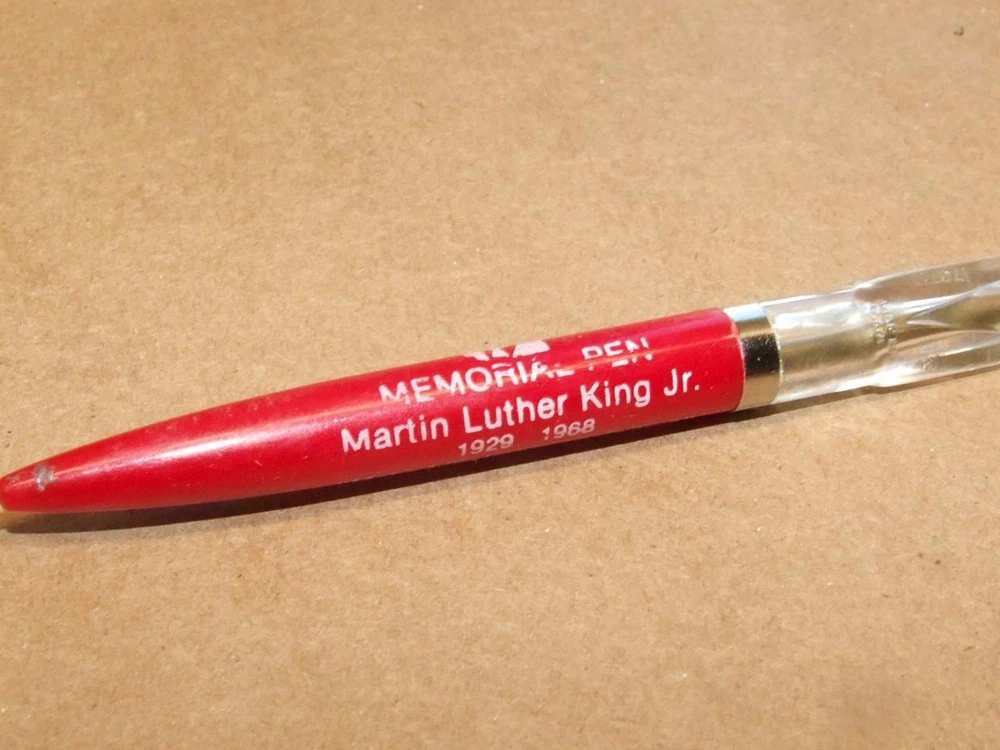 MEMORIAL PEN
Martin Luther King Jr.
1929 1968